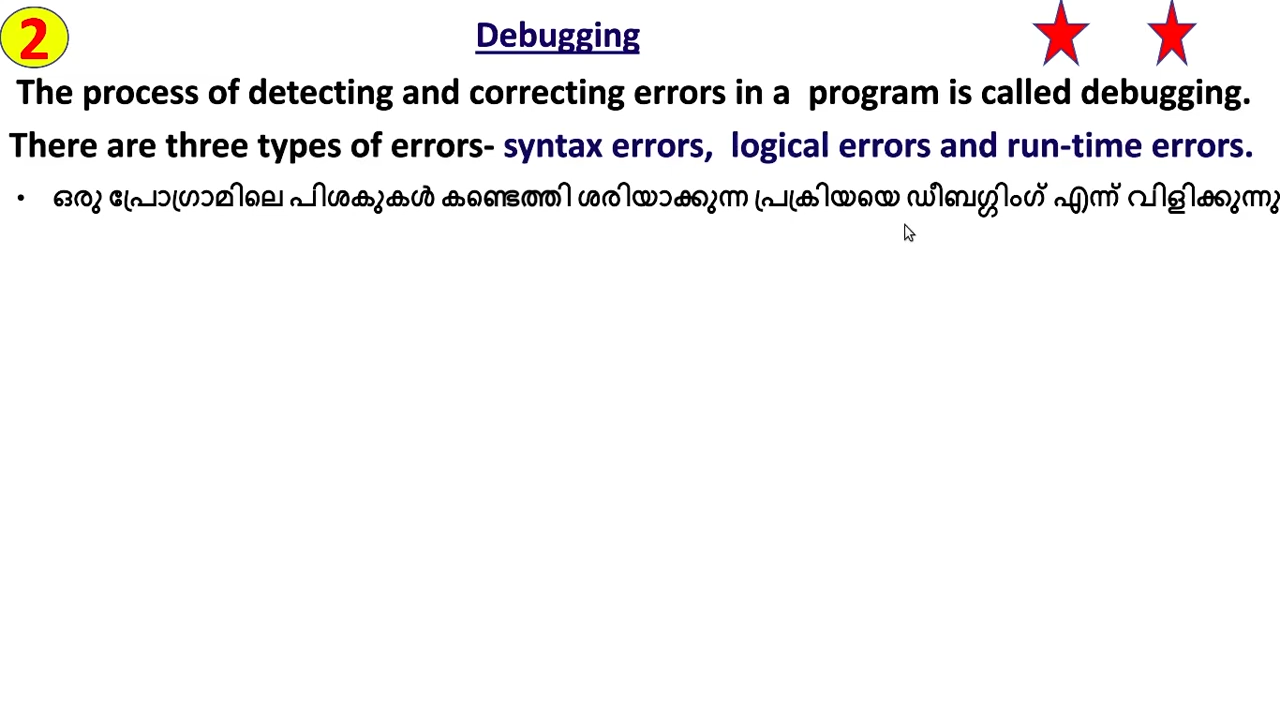 2
Debugging
The process of detecting and correcting errors in a program is called debugging.
There are three types of errors- syntax errors, logical errors and run-time errors.
• ഒരു പ്രോഗ്രാമിലെ പിശകുകൾ കണ്ടെത്തി ശരിയാക്കുന്ന പ്രക്രിയയെ ഡീബഗ്ഗിംഗ് എന്ന് വിളിക്കുന്നു